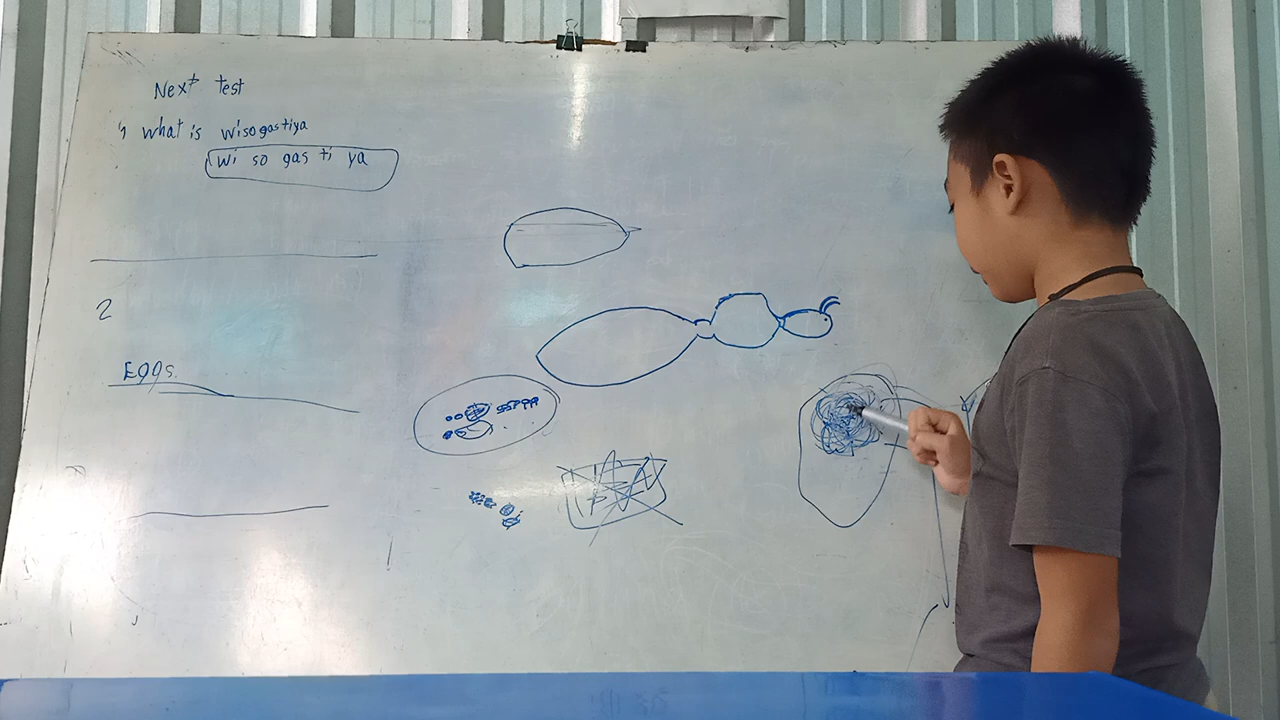 Next test
1 what is wisogastiya
wi so gas ti ya
2
Eggs.